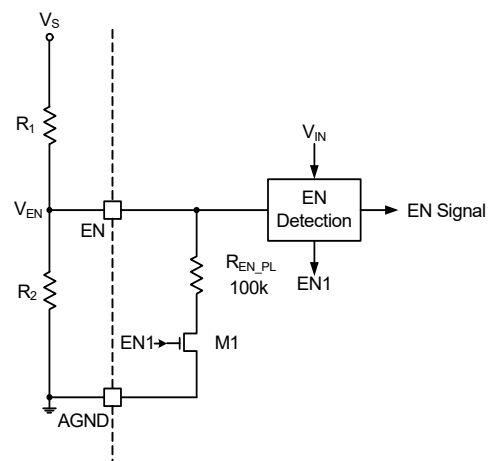 VS
R1
VIN
EN
Detection
EN Signal
VEN
EN
REN_PL
100k
EN1
R2
EN1
M1
AGND